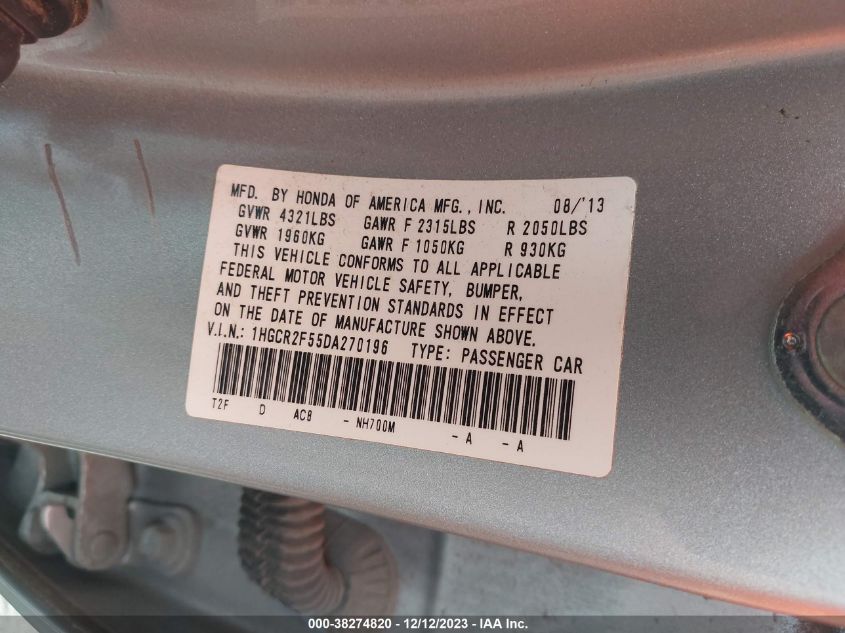 MFD. BY HONDA OF AMERICA MFG., INC. 08/'13
GVWR 4321LBS GAWR F 2315LBS R 2050LBS
GVWR 1960KG GAWR F 1050KG R 930KG
THIS VEHICLE CONFORMS TO ALL APPLICABLE
FEDERAL MOTOR VEHICLE SAFETY, BUMPER,
AND THEFT PREVENTION STANDARDS IN EFFECT
ON THE DATE OF MANUFACTURE SHOWN ABOVE.
V.I.N.: 1HGCR2F55DA270196 TYPE: PASSENGER CAR
T2F D AC8 - NH700M - A - A
000-38274820 - 12/12/2023 - IAA Inc.